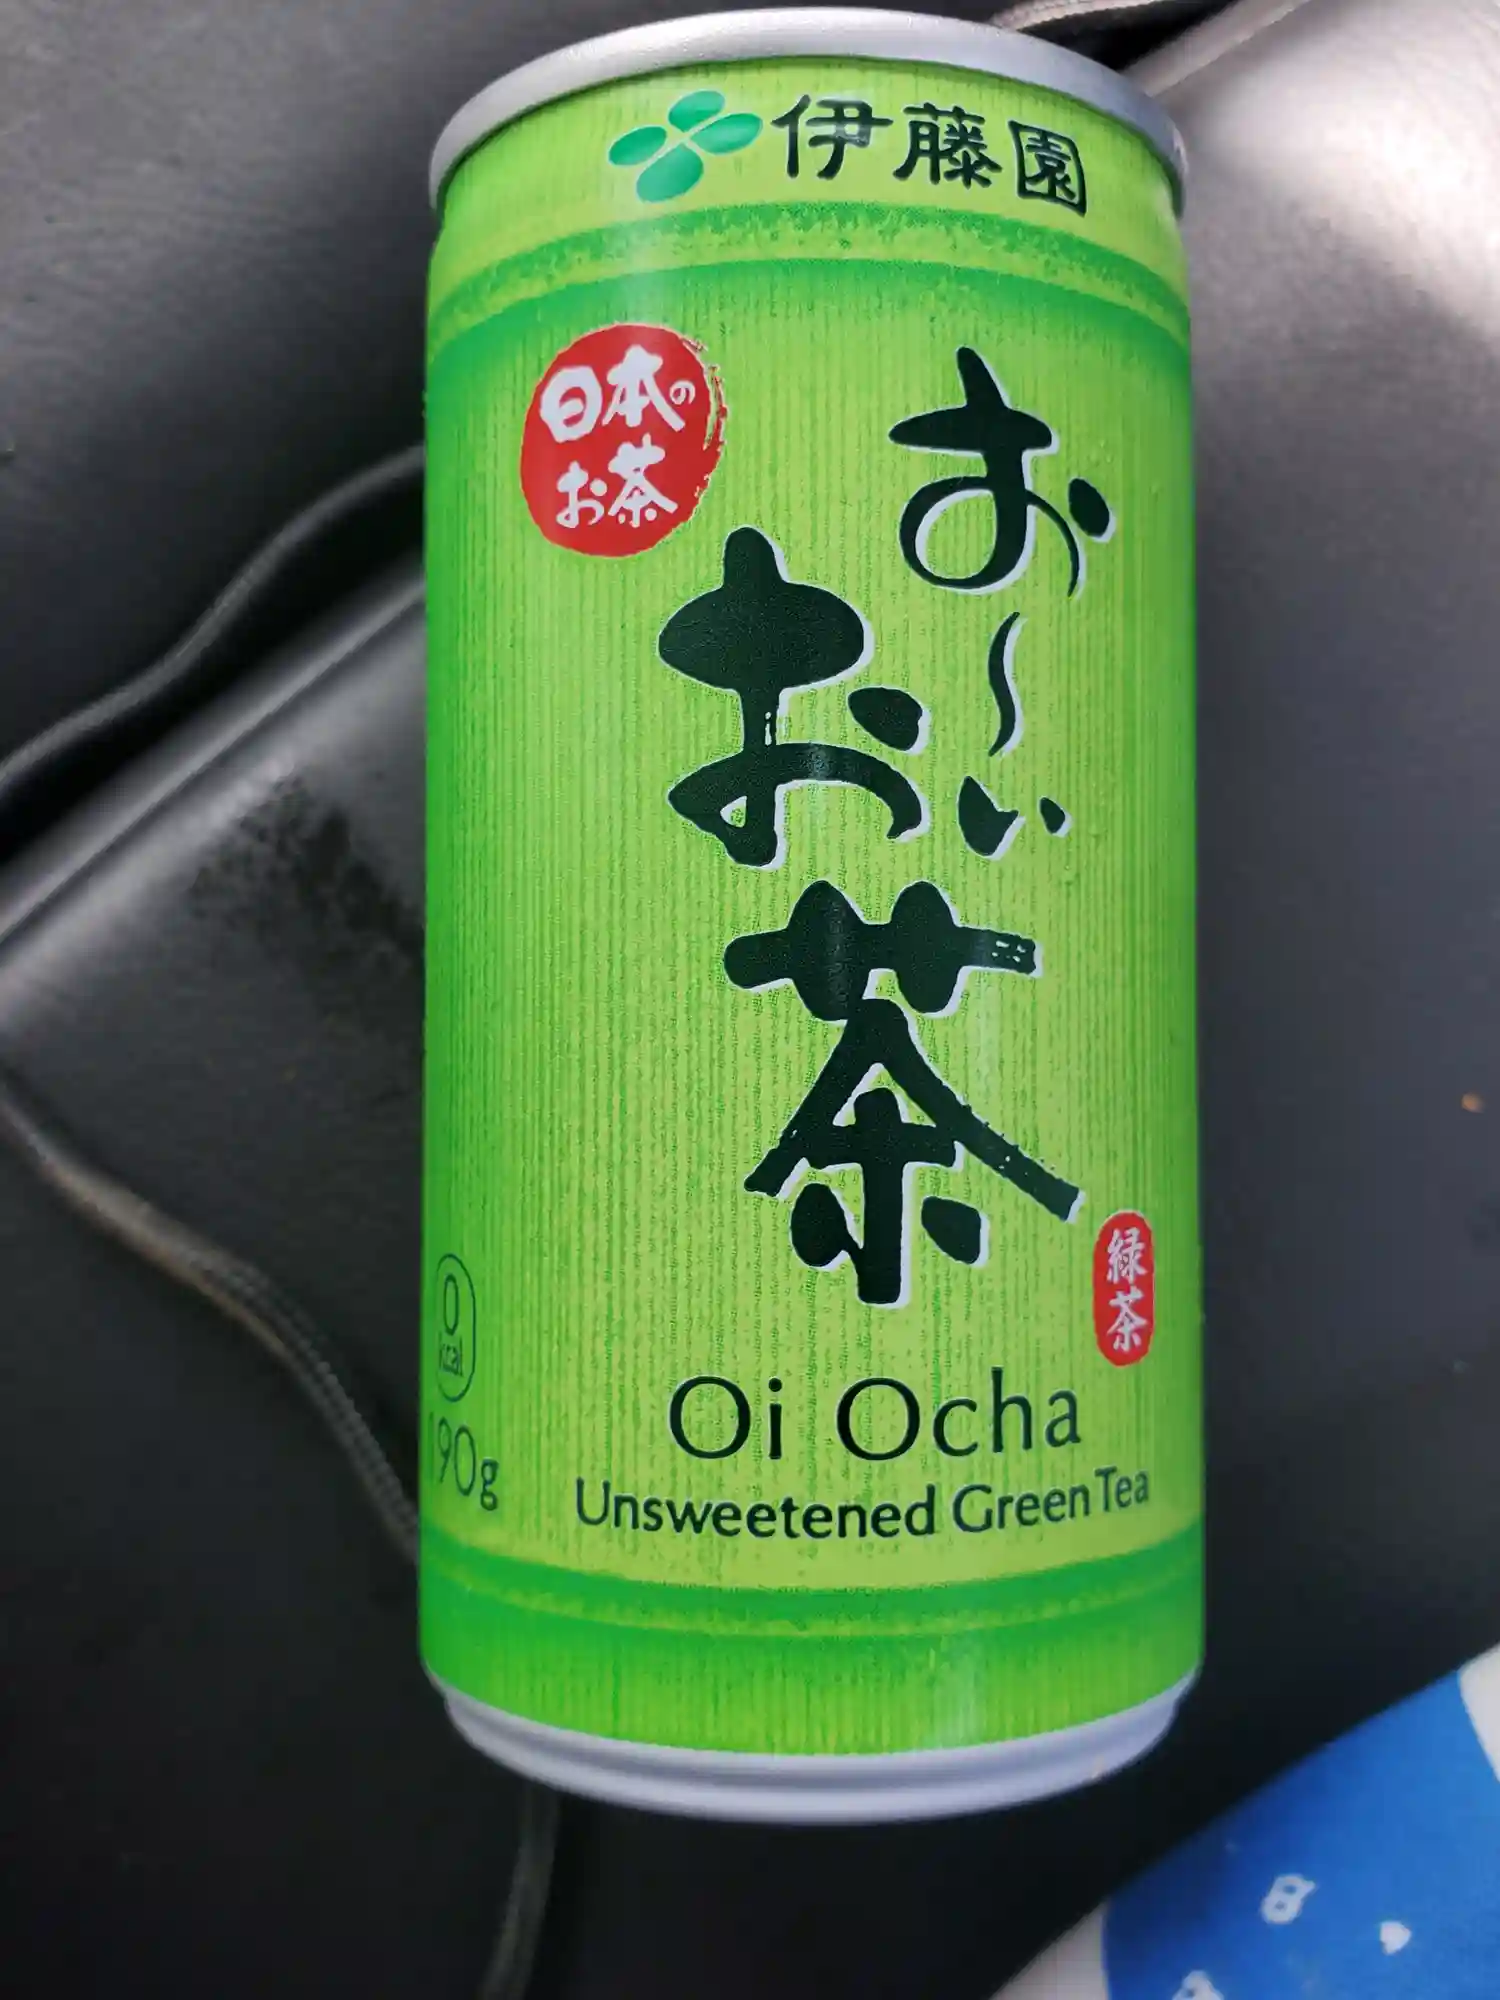 伊藤園
日本の
お茶
お〜い
お茶
緑茶
0
kcal
190g
Oi Ocha
Unsweetened Green Tea